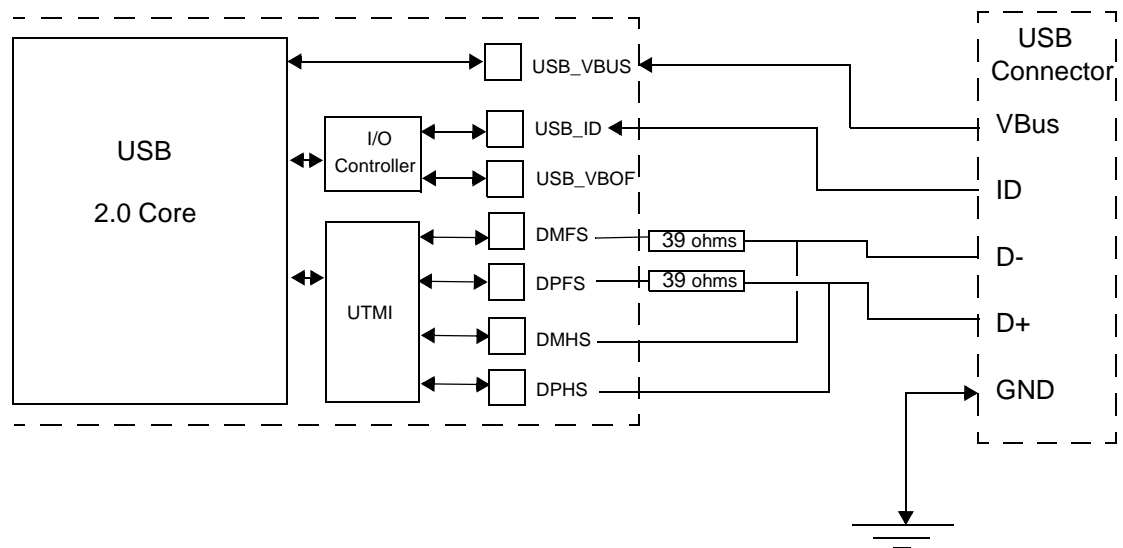 USB
2.0 Core
I/O
Controller
UTMI
USB_VBUS
USB_ID
USB_VBOF
DMFS
DPFS
DMHS
DPHS
39 ohms
39 ohms
USB
Connector
VBus
ID
D-
D+
GND